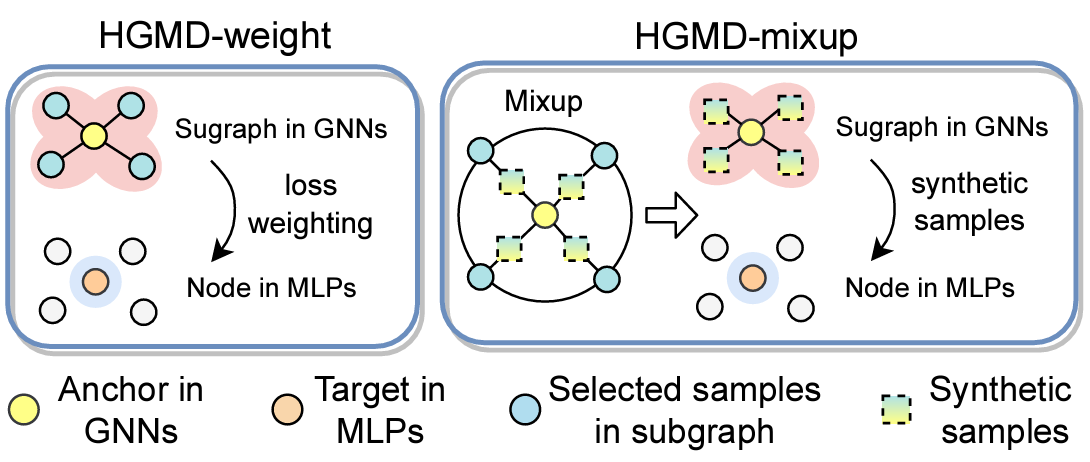 HGMD-weight
Sugraph in GNNs
loss
weighting
Node in MLPs
HGMD-mixup
Mixup
Sugraph in GNNs
synthetic
samples
Node in MLPs
Anchor in
GNNs
Target in
MLPs
Selected samples
in subgraph
Synthetic
samples